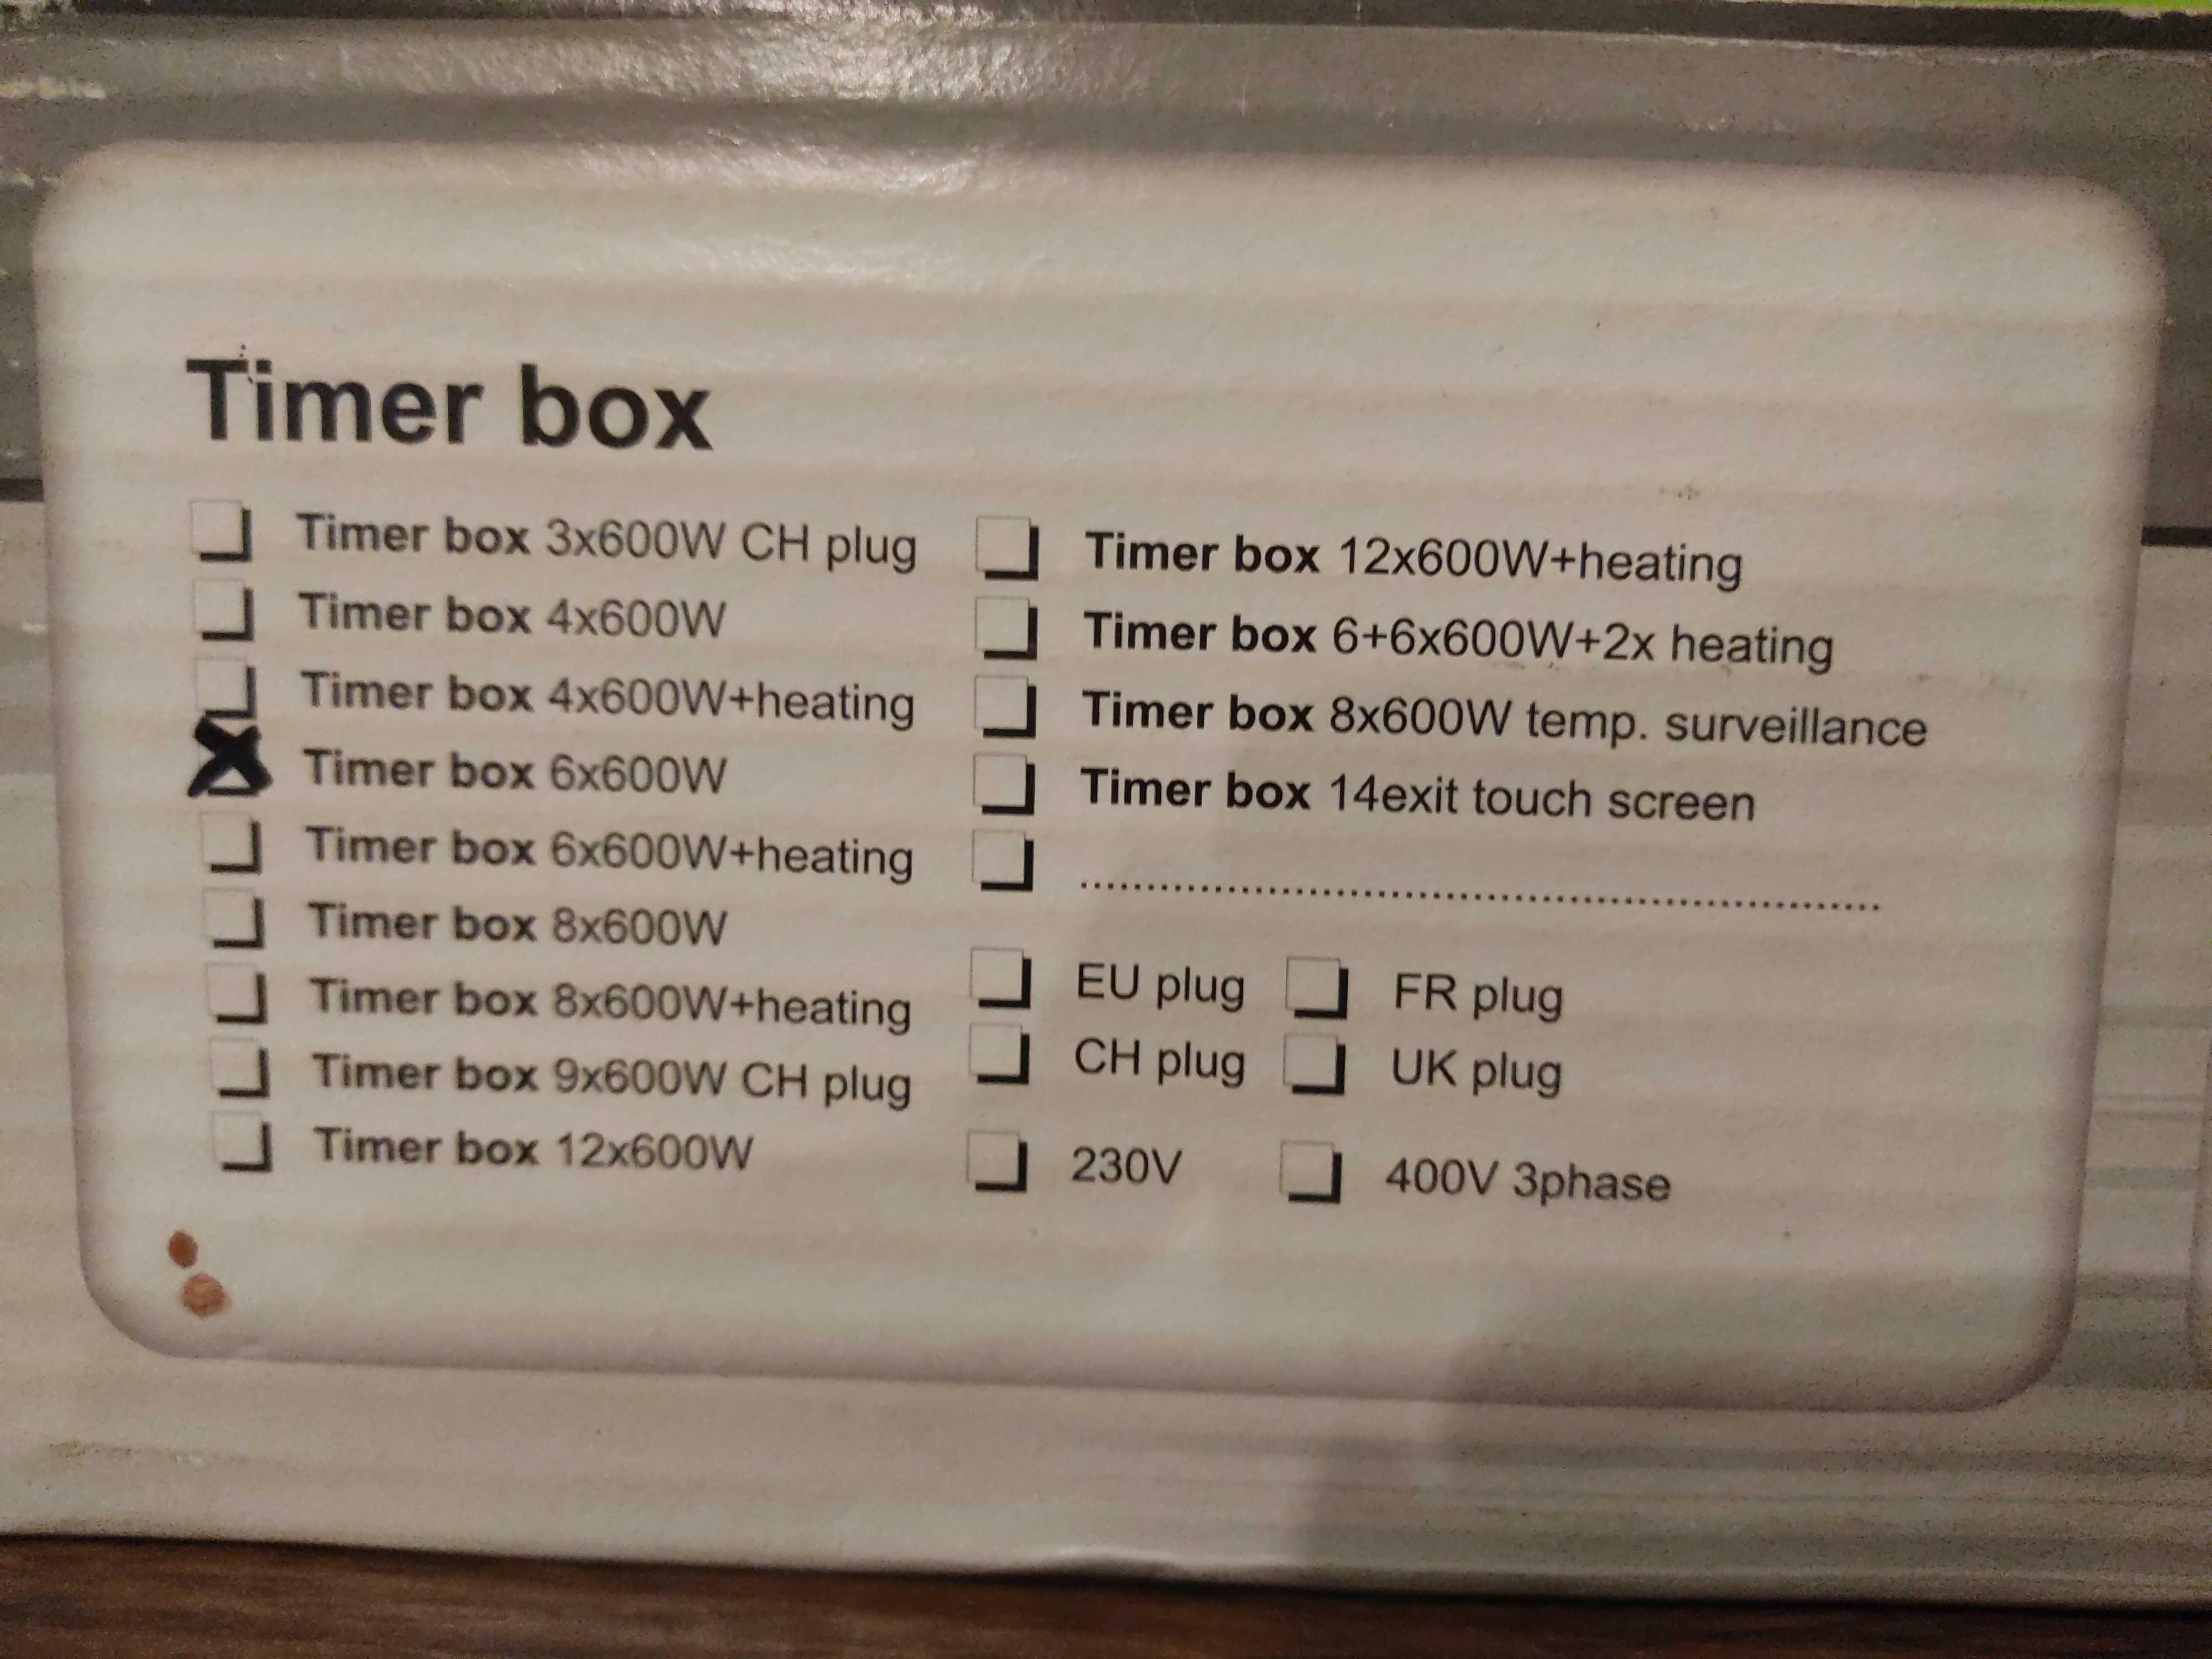 Timer box
Timer box 3x600W CH plug
Timer box 4x600W
Timer box 4x600W+heating
Timer box 6x600W
Timer box 6x600W+heating
Timer box 8x600W
Timer box 8x600W+heating
Timer box 9x600W CH plug
Timer box 12x600W
Timer box 12x600W+heating
Timer box 6+6x600W+2x heating
Timer box 8x600W temp. surveillance
Timer box 14exit touch screen
EU plug FR plug
CH plug UK plug
230V 400V 3phase